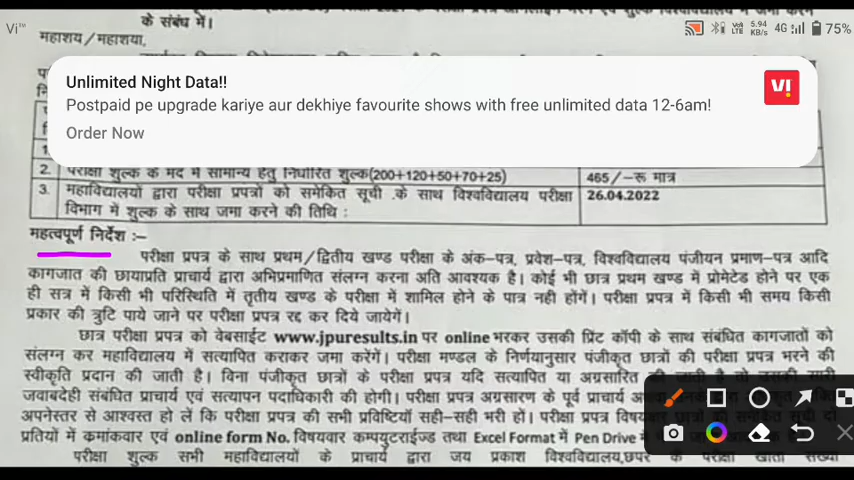 के संबंध में।
Vi™ 5.94 KB/s 4G 75%
महाशय/महाशया,
Unlimited Night Data!!
Postpaid pe upgrade kariye aur dekhiye favourite shows with free unlimited data 12-6am!
Order Now
VI
2. परीक्षा शुल्क के मद में सामान्य हेतु निर्धारित शुल्क(200+120+50+70+25) 465/-रू मात्र
3. महाविद्यालयों द्वारा परीक्षा प्रपत्रों को समेकित सूची के साथ विश्वविद्यालय परीक्षा 26.04.2022
विभाग में शुल्क के साथ जमा करने की तिथि :
महत्वपूर्ण निर्देश :–
परीक्षा प्रपत्र के साथ प्रथम/द्वितीय खण्ड परीक्षा के अंक-पत्र, प्रवेश-पत्र, विश्वविद्यालय पंजीयन प्रमाण-पत्र आदि
कागजात की छायाप्रति प्राचार्य द्वारा अभिप्रमाणित संलग्न करना अति आवश्यक है। कोई भी छात्र प्रथम खण्ड में प्रोमेटेड होने पर एक
ही सत्र में किसी भी परिस्थिति में तृतीय खण्ड के परीक्षा में शामिल होने के पात्र नही होंगें। परीक्षा प्रपत्र में किसी भी समय किसी
प्रकार की त्रुटि पाये जाने पर परीक्षा प्रपत्र रद्द कर दिये जायेगें।
छात्र परीक्षा प्रपत्र को वेबसाईट www.jpuresults.in पर online भरकर उसकी प्रिंट कॉपी के साथ संबंधित कागजातों को
संलग्न कर महाविद्यालय में सत्यापित कराकर जमा करेंगें। परीक्षा मण्डल के निर्णयानुसार पंजीकृत छात्रों की परीक्षा प्रपत्र भरने की
स्वीकृति प्रदान की जाती है। विना पंजीकृत छात्रों के परीक्षा प्रपत्र यदि सत्यापित या अग्रसारित की जाती है तो उसकी सारी
जवाबदेही संबंधित प्राचार्य एवं सत्यापन पदाधिकारी की होगी। परीक्षा प्रपत्र अग्रसारण के पूर्व प्राचार्य
अपनेस्तर से आश्वस्त हो लें कि परीक्षा प्रपत्र की सभी प्रविष्टियाँ सही-सही भरी हों। परीक्षा प्रपत्र छात्रों की समेकित सूची दो
प्रतियों में कमांकवार एवं online form No. विषयवार कम्पयुटराईज्ड तथा Excel Format में Pen Drive में
परीक्षा शुल्क सभी महाविद्यालयों के प्राचार्य द्वारा जय प्रकाश विश्वविद्यालय,छपरा के परीक्षा खाता संख्या